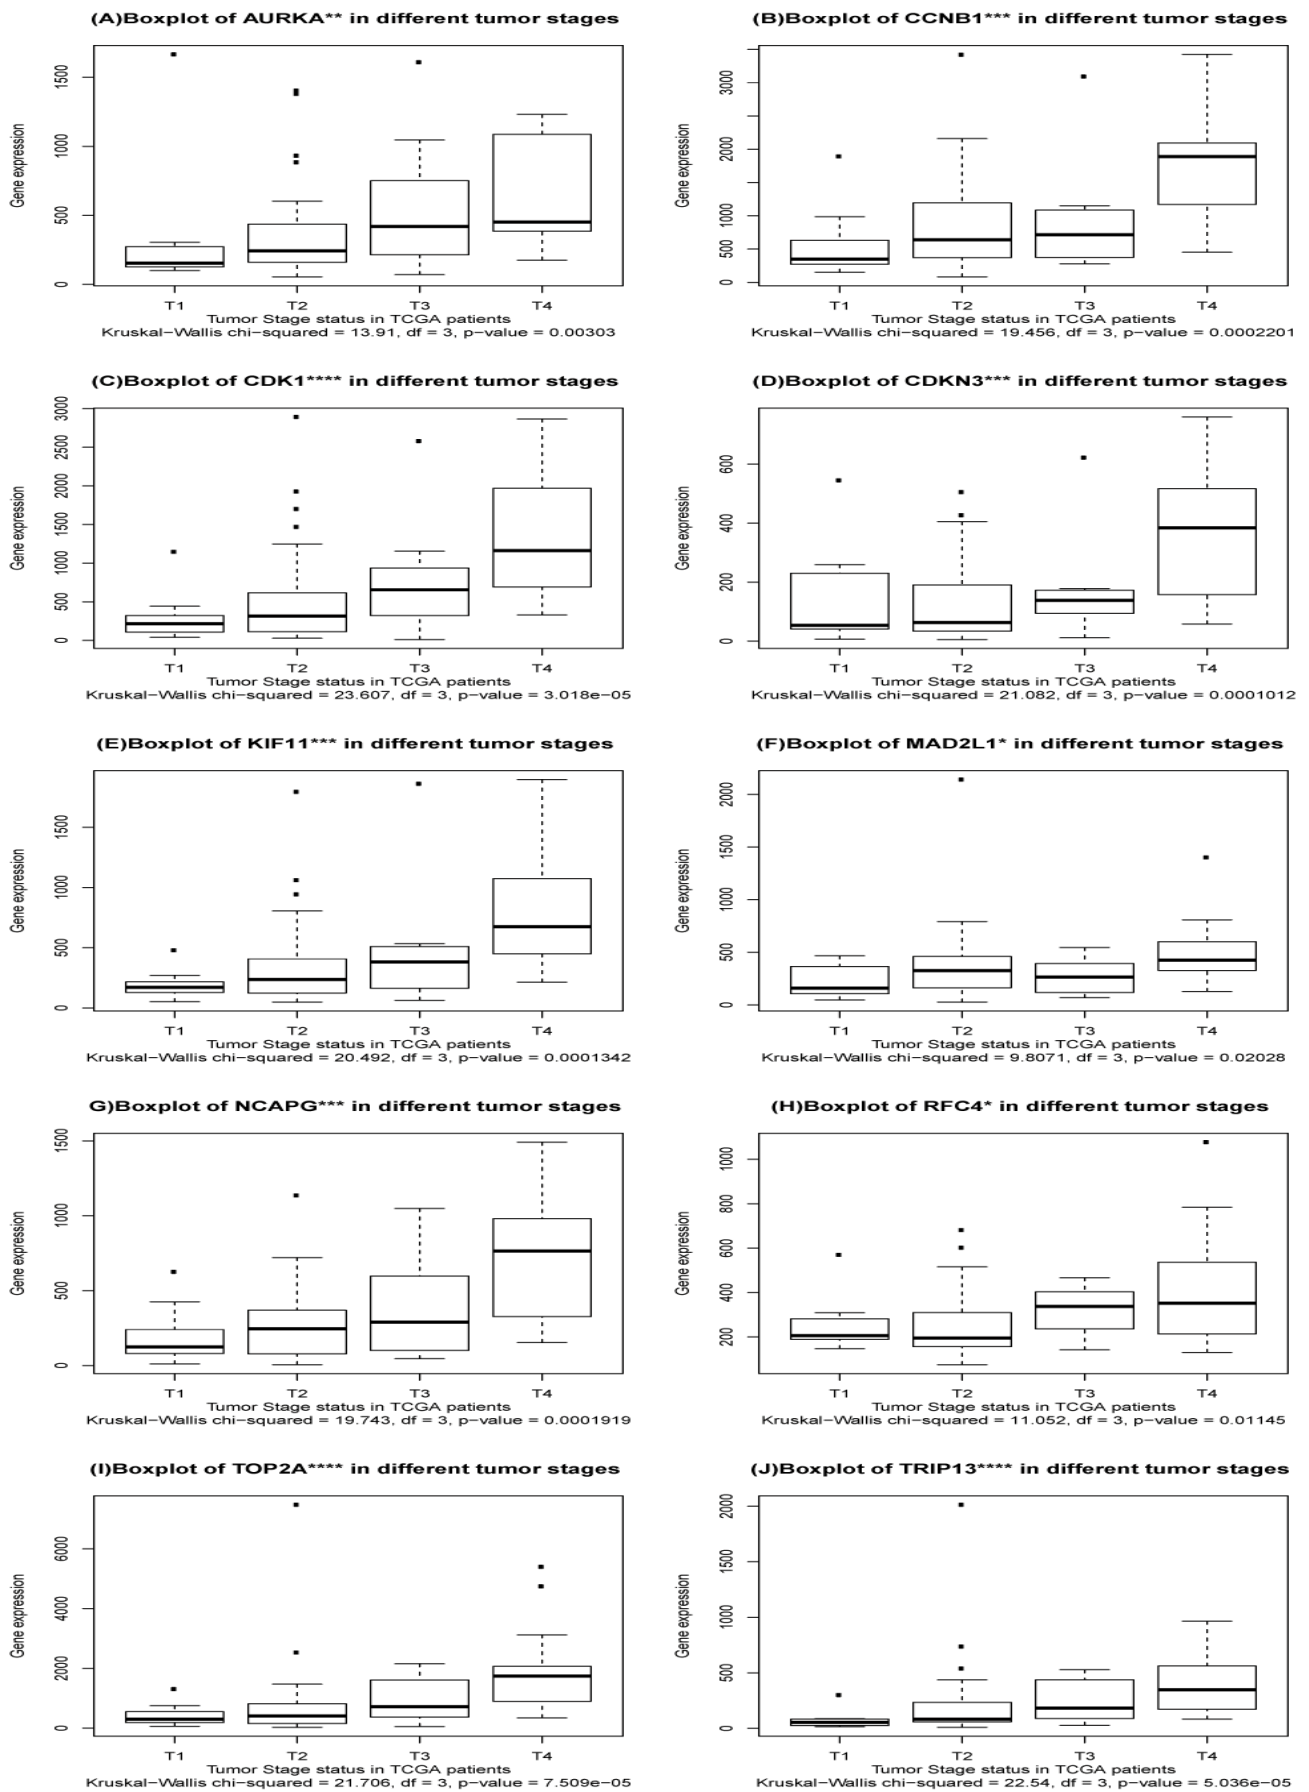 (A)Boxplot of AURKA** in different tumor stages
Gene expression
0 500 1000 1500
T1 T2 T3 T4
Tumor Stage status in TCGA patients
Kruskal-Wallis chi-squared = 13.91, df = 3, p-value = 0.00303
(B)Boxplot of CCNB1*** in different tumor stages
Gene expression
0 500 1000 2000 3000
T1 T2 T3 T4
Tumor Stage status in TCGA patients
Kruskal-Wallis chi-squared = 19.456, df = 3, p-value = 0.0002201
(C)Boxplot of CDK1**** in different tumor stages
Gene expression
0 500 1000 1500 2000 2500 3000
T1 T2 T3 T4
Tumor Stage status in TCGA patients
Kruskal-Wallis chi-squared = 23.607, df = 3, p-value = 3.018e-05
(D)Boxplot of CDKN3*** in different tumor stages
Gene expression
0 200 400 600
T1 T2 T3 T4
Tumor Stage status in TCGA patients
Kruskal-Wallis chi-squared = 21.082, df = 3, p-value = 0.0001012
(E)Boxplot of KIF11*** in different tumor stages
Gene expression
0 500 1000 1500
T1 T2 T3 T4
Tumor Stage status in TCGA patients
Kruskal-Wallis chi-squared = 20.492, df = 3, p-value = 0.0001342
(F)Boxplot of MAD2L1* in different tumor stages
Gene expression
0 500 1000 1500 2000
T1 T2 T3 T4
Tumor Stage status in TCGA patients
Kruskal-Wallis chi-squared = 9.8071, df = 3, p-value = 0.02028
G)Boxplot of NCAPG*** in different tumor stages
Gene expression
0 500 1000 1500
T1 T2 T3 T4
Tumor Stage status in TCGA patients
Kruskal-Wallis chi-squared = 19.743, df = 3, p-value = 0.0001919
(H)Boxplot of RFC4* in different tumor stages
Gene expression
200 400 600 800 1000
T1 T2 T3 T4
Tumor Stage status in TCGA patients
Kruskal-Wallis chi-squared = 11.052, df = 3, p-value = 0.01145
(I)Boxplot of TOP2A**** in different tumor stages
Gene expression
0 2000 4000 6000
T1 T2 T3 T4
Tumor Stage status in TCGA patients
Kruskal-Wallis chi-squared = 21.706, df = 3, p-value = 7.509e-05
(J)Boxplot of TRIP13**** in different tumor stages
Gene expression
0 500 1000 1500 2000
T1 T2 T3 T4
Tumor Stage status in TCGA patients
Kruskal-Wallis chi-squared = 22.54, df = 3, p-value = 5.036e-05